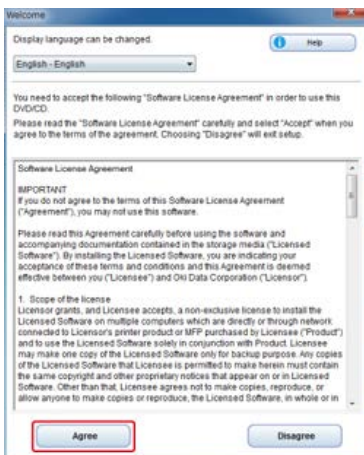 Welcome
Display language can be changed.
Help
English - English
You need to accept the following "Software License Agreement" in order to use this
DVD/CD.
Please read the "Software License Agreement" carefully and select "Accept" when you
agree to the terms of the agreement. Choosing "Disagree" will exit setup.
Software License Agreement
IMPORTANT
If you do not agree to the terms of this Software License Agreement
("Agreement"), you may not use this software.
Please read this Agreement carefully before using the software and
accompanying documentation contained in the storage media ("Licensed
Software"). By installing the Licensed Software, you are indicating your
acceptance of these terms and conditions and this Agreement is deemed
effective between you ("Licensee") and Oki Data Corporation ("Licensor").
1. Scope of the license
Licensor grants, and Licensee accepts, a non-exclusive license to install the
Licensed Software on multiple computers which are directly or through network
connected to Licensor's printer product or MFP purchased by Licensee ("Product")
and to use the Licensed Software solely in conjunction with Product. Licensee
may make one copy of the Licensed Software only for backup purpose. Any copies
of the Licensed Software that Licensee is permitted to make herein must contain
the same copyright and other proprietary notices that appear on or in Licensed
Software. Other than that, Licensee agrees not to make copies, reproduce, or
allow anyone to make copies or reproduce, the Licensed Software, in whole or in
Agree
Disagree